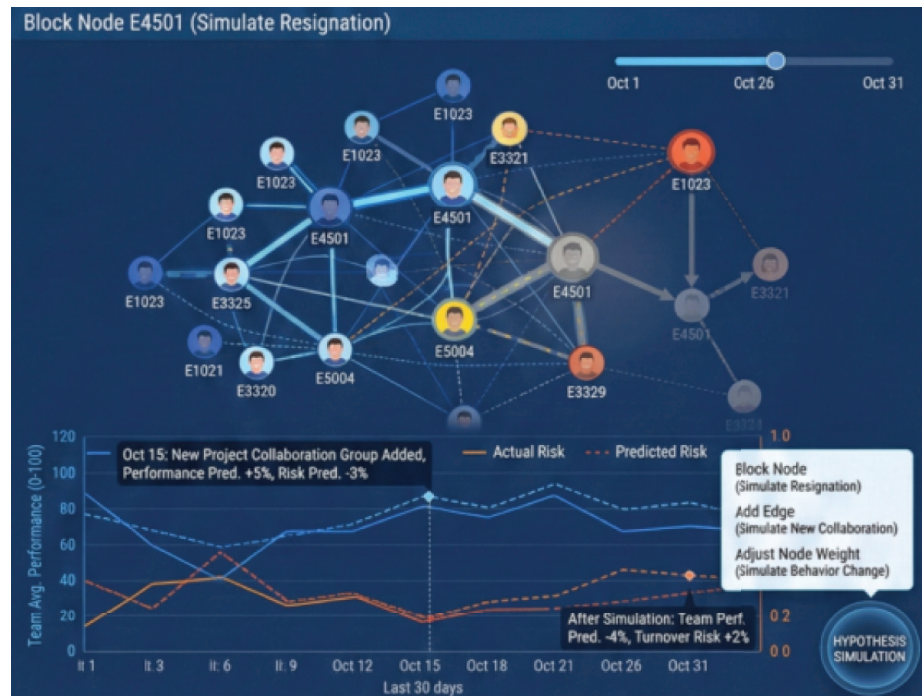 Block Node E4501 (Simulate Resignation)
Oct 1
Oct 26
Oct 31
E1023
E1023
E3321
E1023
E1023
E1023
E4501
E4501
E1023
E3325
E4501
E3321
E4501
E1021
E3320
E5004
E5004
E3329
120
100
80
60
40
20
0
Team Avg. Performance (0-100)
Oct 15: New Project Collaboration Group Added,
Performance Pred. +5%, Risk Pred. -3%
Actual Risk
Predicted Risk
1.0
0.2
0.0
Block Node
(Simulate Resignation)
Add Edge
(Simulate New Collaboration)
Adjust Node Weight
(Simulate Behavior Change)
After Simulation: Team Perf.
Pred. -4%, Turnover Risk +2%
HYPOTHESIS
SIMULATION
Oct 12
Oct 15
Oct 18
Oct 21
Oct 26
Oct 31
Last 30 days